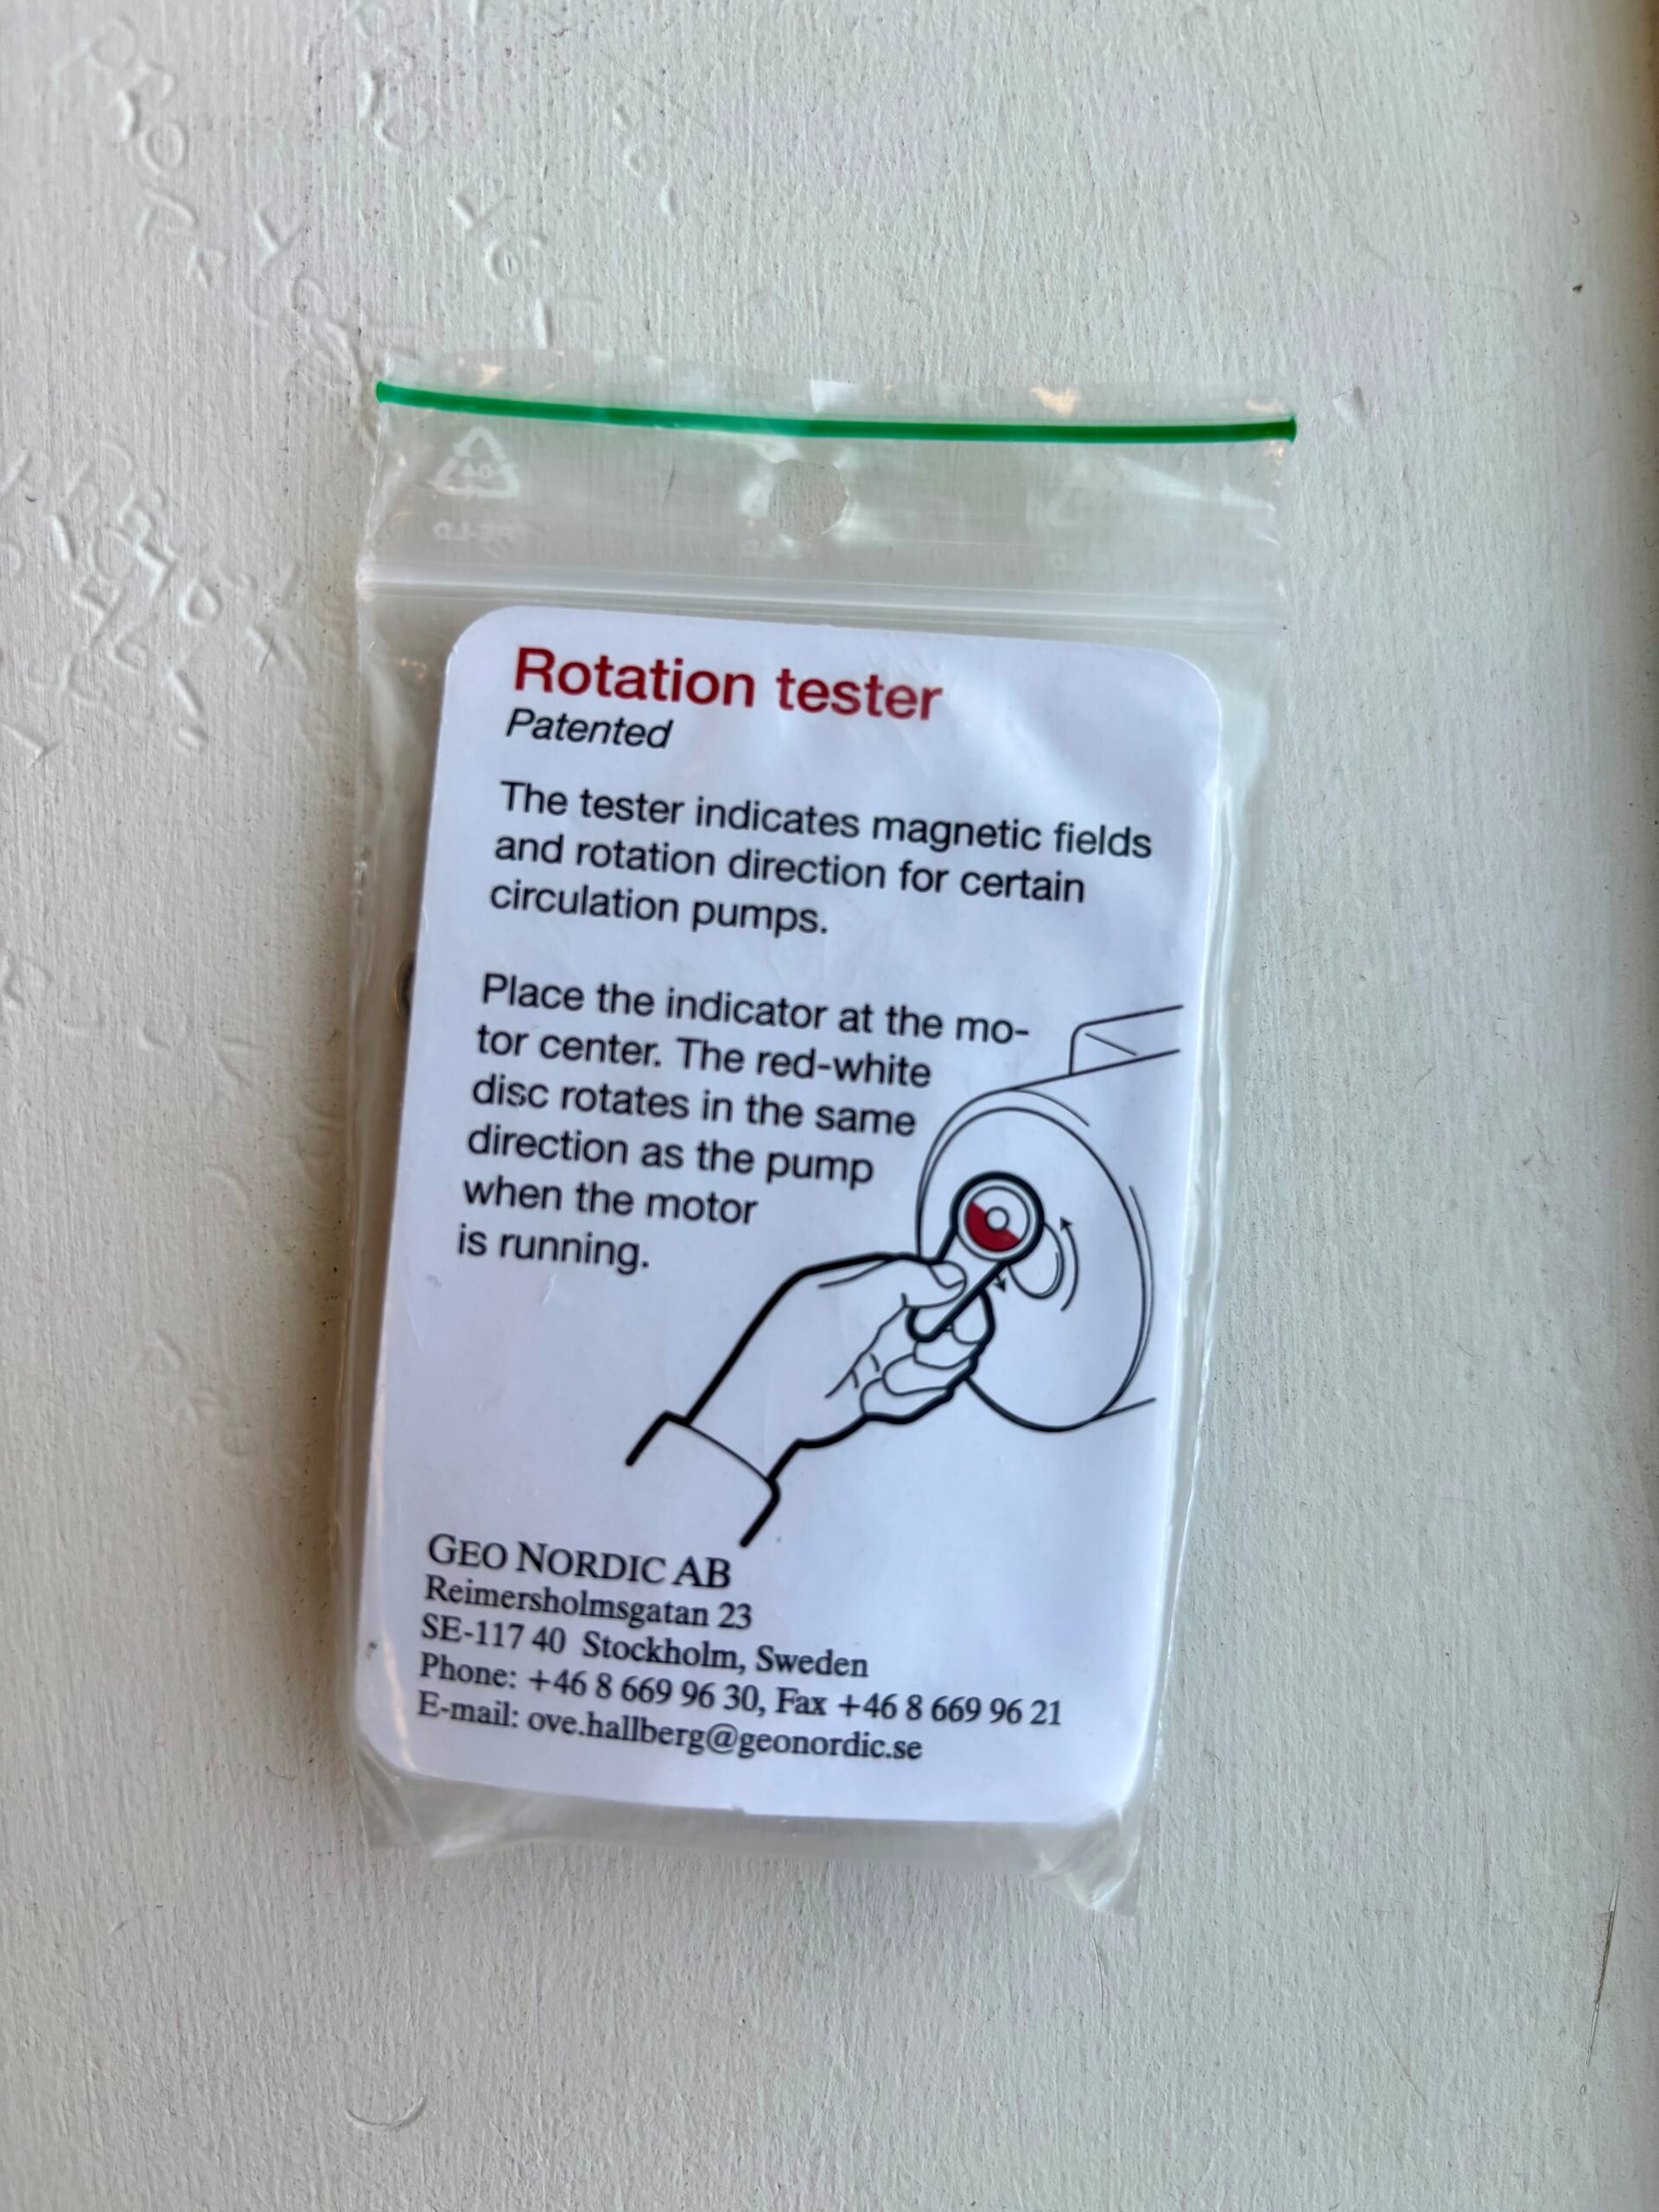 Rotation tester
Patented
The tester indicates magnetic fields
and rotation direction for certain
circulation pumps.
Place the indicator at the mo-
tor center. The red-white
disc rotates in the same
direction as the pump
when the motor
is running.
GEO NORDIC AB
Reimersholmsgatan 23
SE-117 40 Stockholm, Sweden
Phone: +46 8 669 96 30, Fax +46 8 669 96 21
E-mail: ove.hallberg@geonordic.se